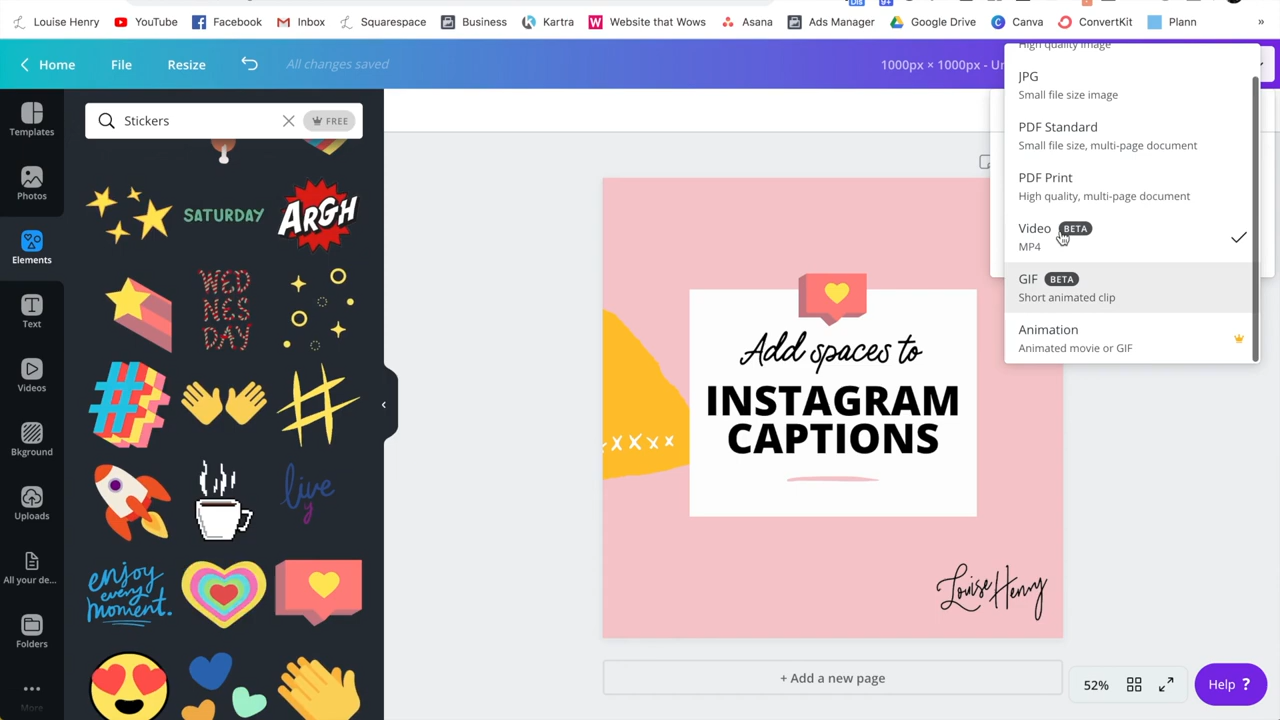 Louise Henry YouTube Facebook Inbox Squarespace Business Kartra Website that Wows Asana Ads Manager Google Drive Canva ConvertKit Plann »
Home File Resize All changes saved 1000px × 1000px - Un
Templates
Photos
Elements
Text
Videos
Bkground
Uploads
All your de...
Folders
More
Stickers FREE
SATURDAY
ARGH
WED
NES
DAY
#
live
y
enjoy
every
moment.
High quality image
JPG
Small file size image
PDF Standard
Small file size, multi-page document
PDF Print
High quality, multi-page document
Video BETA
MP4
GIF BETA
Short animated clip
Animation
Animated movie or GIF
Add spaces to
INSTAGRAM
CAPTIONS
xxxx
Louise Henry
+ Add a new page
52%
Help ?